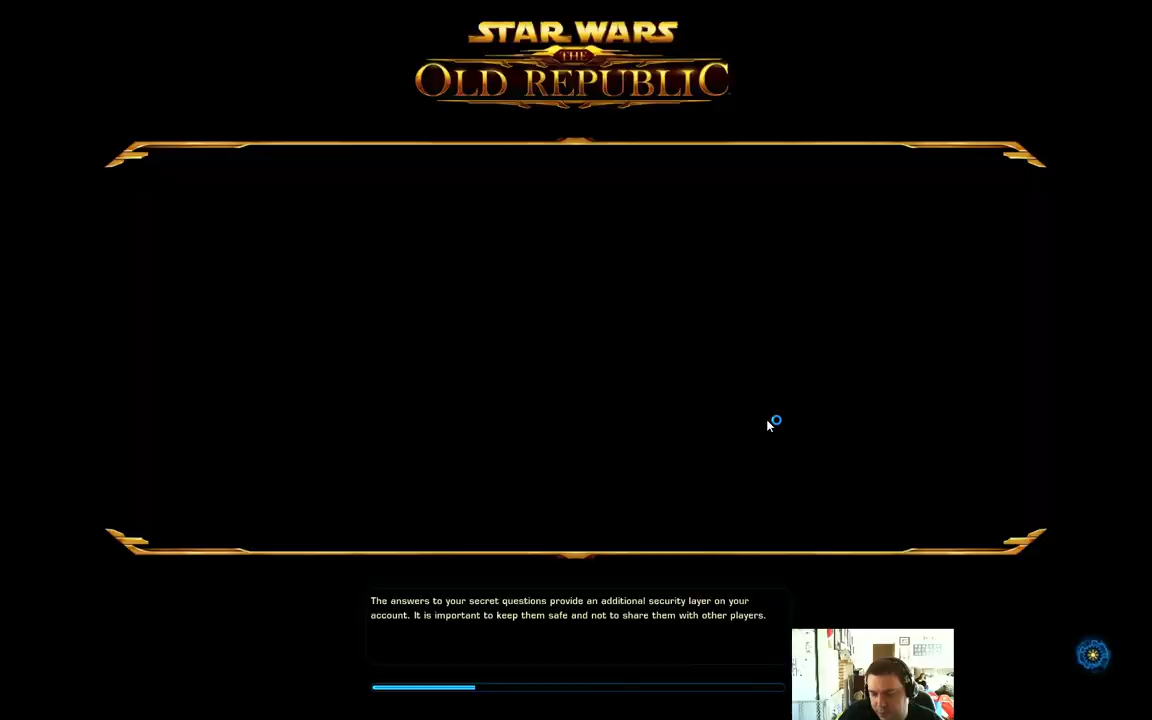 STAR WARS
THE
OLD REPUBLIC
The answers to your secret questions provide an additional security layer on your
account. It is important to keep them safe and not to share them with other players.